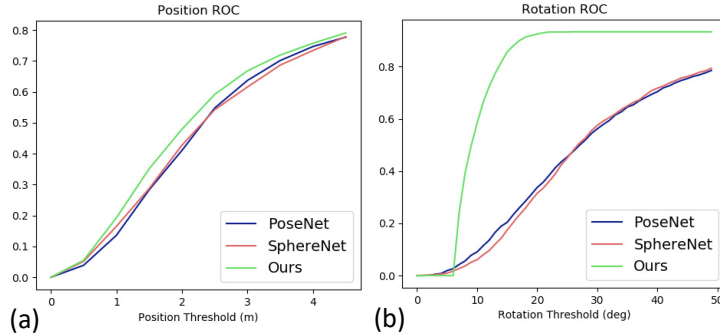 Position ROC
0.8
0.7
0.6
0.5
0.4
0.3
0.2
0.1
0.0
0 1 2 3 4
Position Threshold (m)
PoseNet
SphereNet
Ours
(a)
Rotation ROC
0.8
0.6
0.4
0.2
0.0
0 10 20 30 40 50
Rotation Threshold (deg)
PoseNet
SphereNet
Ours
(b)